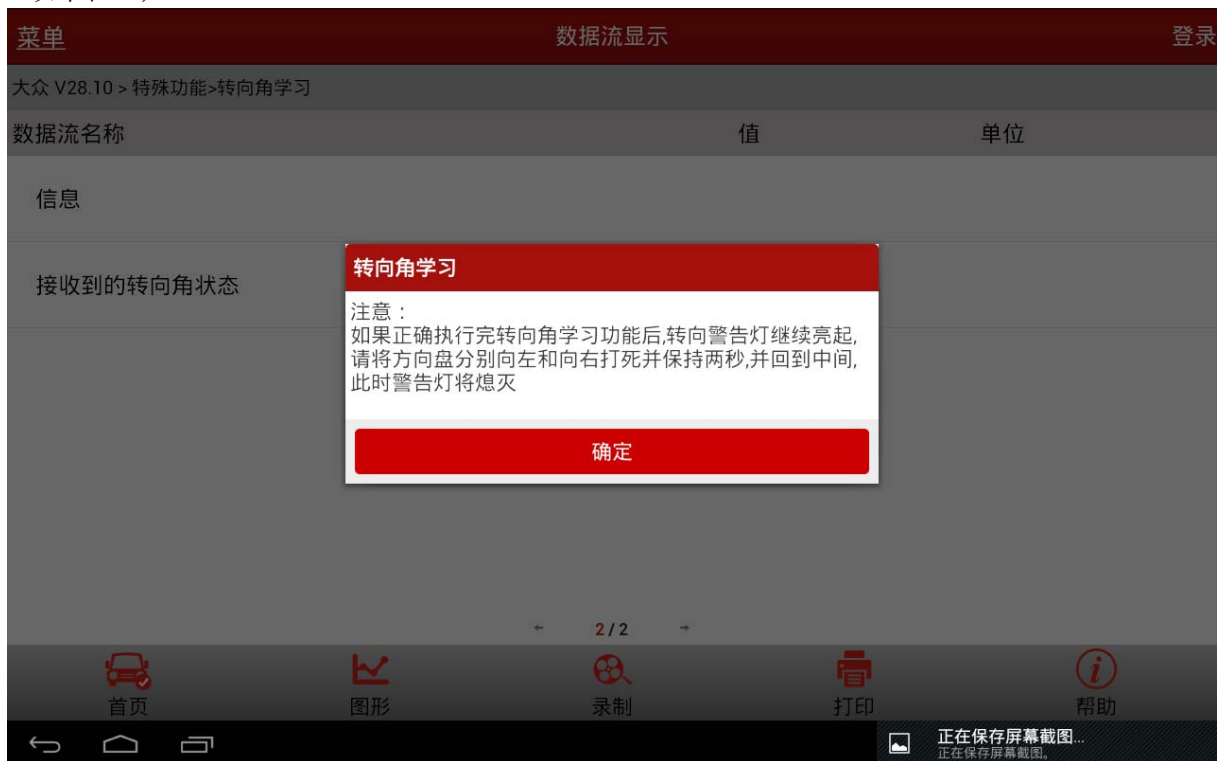 菜单 数据流显示 登录
大众 V28.10 > 特殊功能>转向角学习
数据流名称 值 单位
信息
接收到的转向角状态
转向角学习
注意：
如果正确执行完转向角学习功能后,转向警告灯继续亮起,
请将方向盘分别向左和向右打死并保持两秒,并回到中间,
此时警告灯将熄灭
确定
2 / 2
首页 图形 录制 打印 帮助
正在保存屏幕截图...
正在保存屏幕截图。